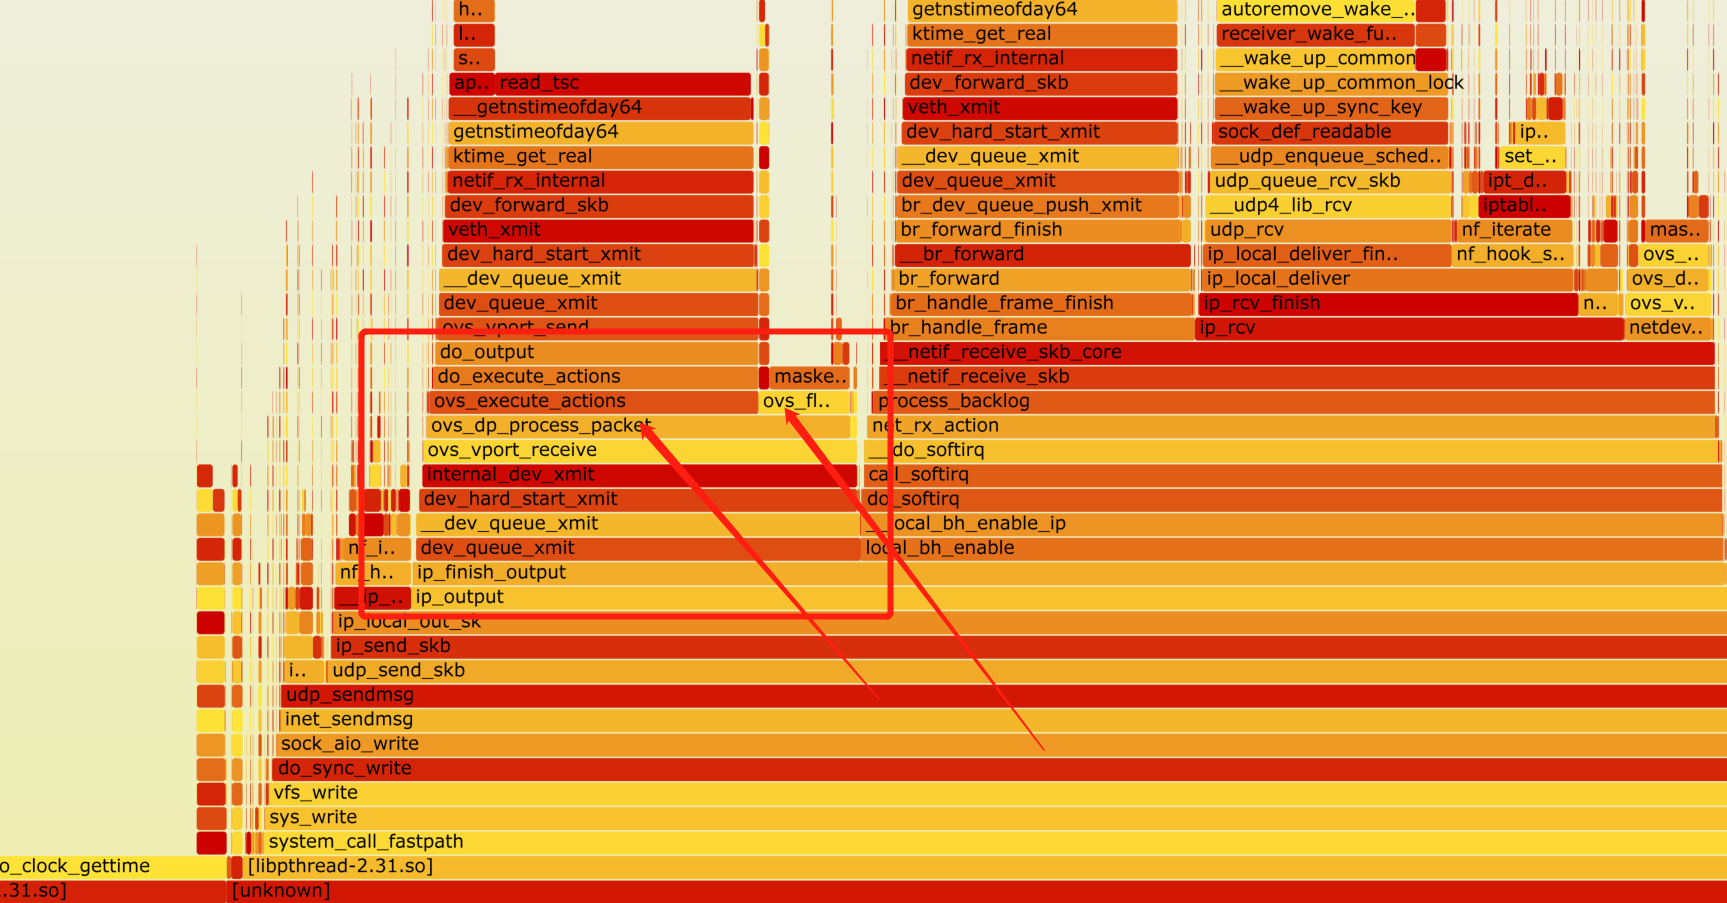 h.. getnstimeofday64 autoremove_wake_..
l.. ktime_get_real receiver_wake_fu..
s.. netif_rx_internal __wake_up_common
ap.. read_tsc dev_forward_skb __wake_up_common_lock
__getnstimeofday64 veth_xmit __wake_up_sync_key
getnstimeofday64 dev_hard_start_xmit sock_def_readable ip..
ktime_get_real __dev_queue_xmit __udp_enqueue_sched.. set_..
netif_rx_internal dev_queue_xmit udp_queue_rcv_skb ipt_d..
dev_forward_skb br_dev_queue_push_xmit __udp4_lib_rcv iptabl..
veth_xmit br_forward_finish udp_rcv nf_iterate mas..
dev_hard_start_xmit __br_forward ip_local_deliver_fin.. nf_hook_s.. ovs_..
__dev_queue_xmit br_forward ip_local_deliver ovs_d..
dev_queue_xmit br_handle_frame_finish ip_rcv_finish n.. ovs_v..
ovs_vport_send br_handle_frame ip_rcv netdev..
do_output __netif_receive_skb_core
do_execute_actions maske.. __netif_receive_skb
ovs_execute_actions ovs_fl.. process_backlog
ovs_dp_process_packet net_rx_action
ovs_vport_receive __do_softirq
internal_dev_xmit call_softirq
dev_hard_start_xmit do_softirq
__dev_queue_xmit __local_bh_enable_ip
nf_i.. dev_queue_xmit local_bh_enable
nf_h.. ip_finish_output
__ip_.. ip_output
ip_local_out_sk
ip_send_skb
i.. udp_send_skb
udp_sendmsg
inet_sendmsg
sock_aio_write
do_sync_write
vfs_write
sys_write
system_call_fastpath
o_clock_gettime [libpthread-2.31.so]
.31.so] [unknown]